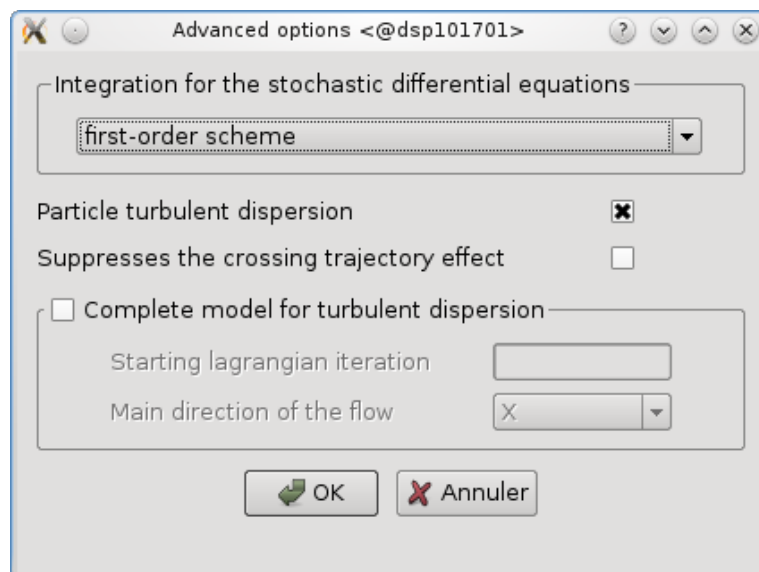 Advanced options <@dsp101701>
Integration for the stochastic differential equations
first-order scheme
Particle turbulent dispersion
Suppresses the crossing trajectory effect
Complete model for turbulent dispersion
Starting lagrangian iteration
Main direction of the flow X
OK Annuler